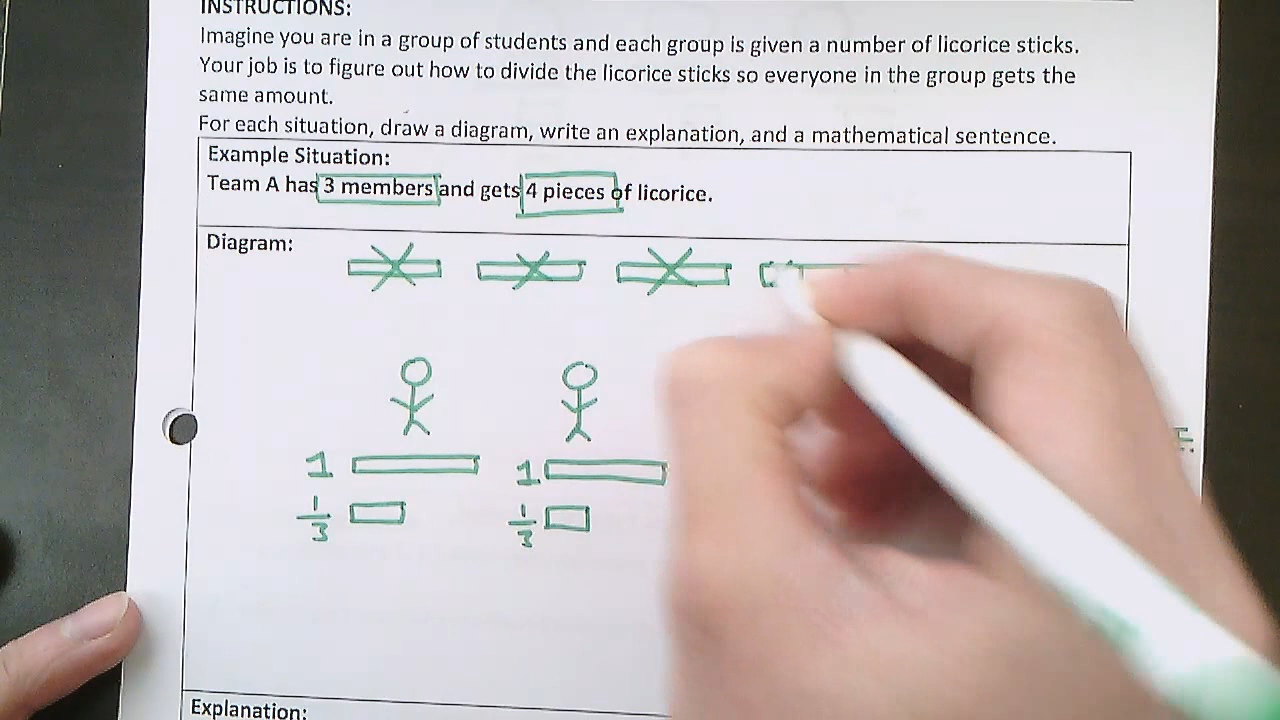 INSTRUCTIONS:
Imagine you are in a group of students and each group is given a number of licorice sticks.
Your job is to figure out how to divide the licorice sticks so everyone in the group gets the
same amount.
For each situation, draw a diagram, write an explanation, and a mathematical sentence.
Example Situation:
Team A has 3 members and gets 4 pieces of licorice.
Diagram:
1 1
1/3 1/3
Explanation: